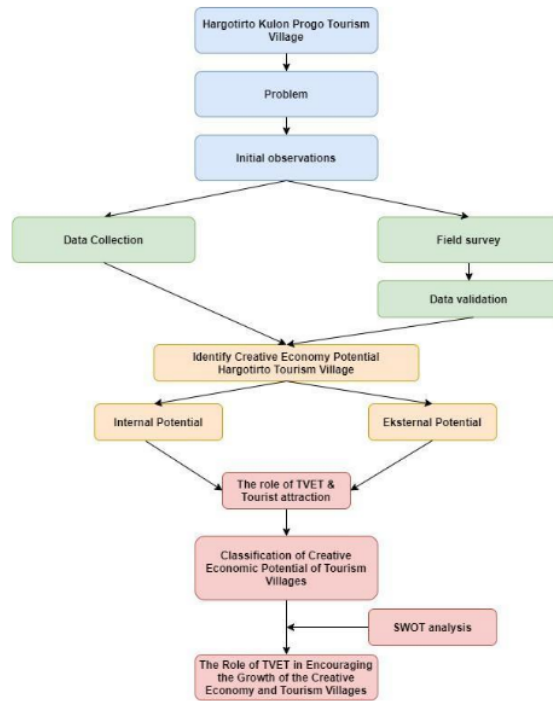 Hargotirto Kulon Progo Tourism
Village
Problem
Initial observations
Data Collection
Field survey
Data validation
Identify Creative Economy Potential
Hargotirto Tourism Village
Internal Potential
Eksternal Potential
The role of TVET &
Tourist attraction
Classification of Creative
Economic Potential of Tourism
Villages
SWOT analysis
The Role of TVET in Encouraging
the Growth of the Creative
Economy and Tourism Villages